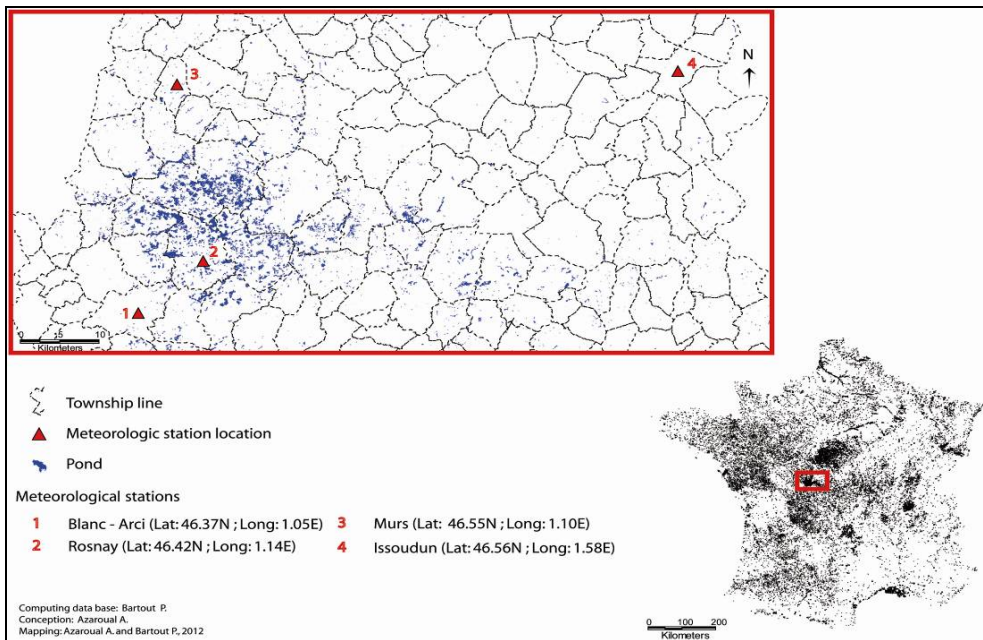 3
4
N
2
1
0 5 10
Kilometers
Township line
Meteorologic station location
Pond
Meteorological stations
1 Blanc - Arci (Lat: 46.37N ; Long: 1.05E)
2 Rosnay (Lat: 46.42N ; Long: 1.14E)
3 Murs (Lat: 46.55N ; Long: 1.10E)
4 Issoudun (Lat: 46.56N ; Long: 1.58E)
Computing data base: Bartout P.
Conception: Azaroual A.
Mapping: Azaroual A. and Bartout P., 2012
0 100 200
Kilometers